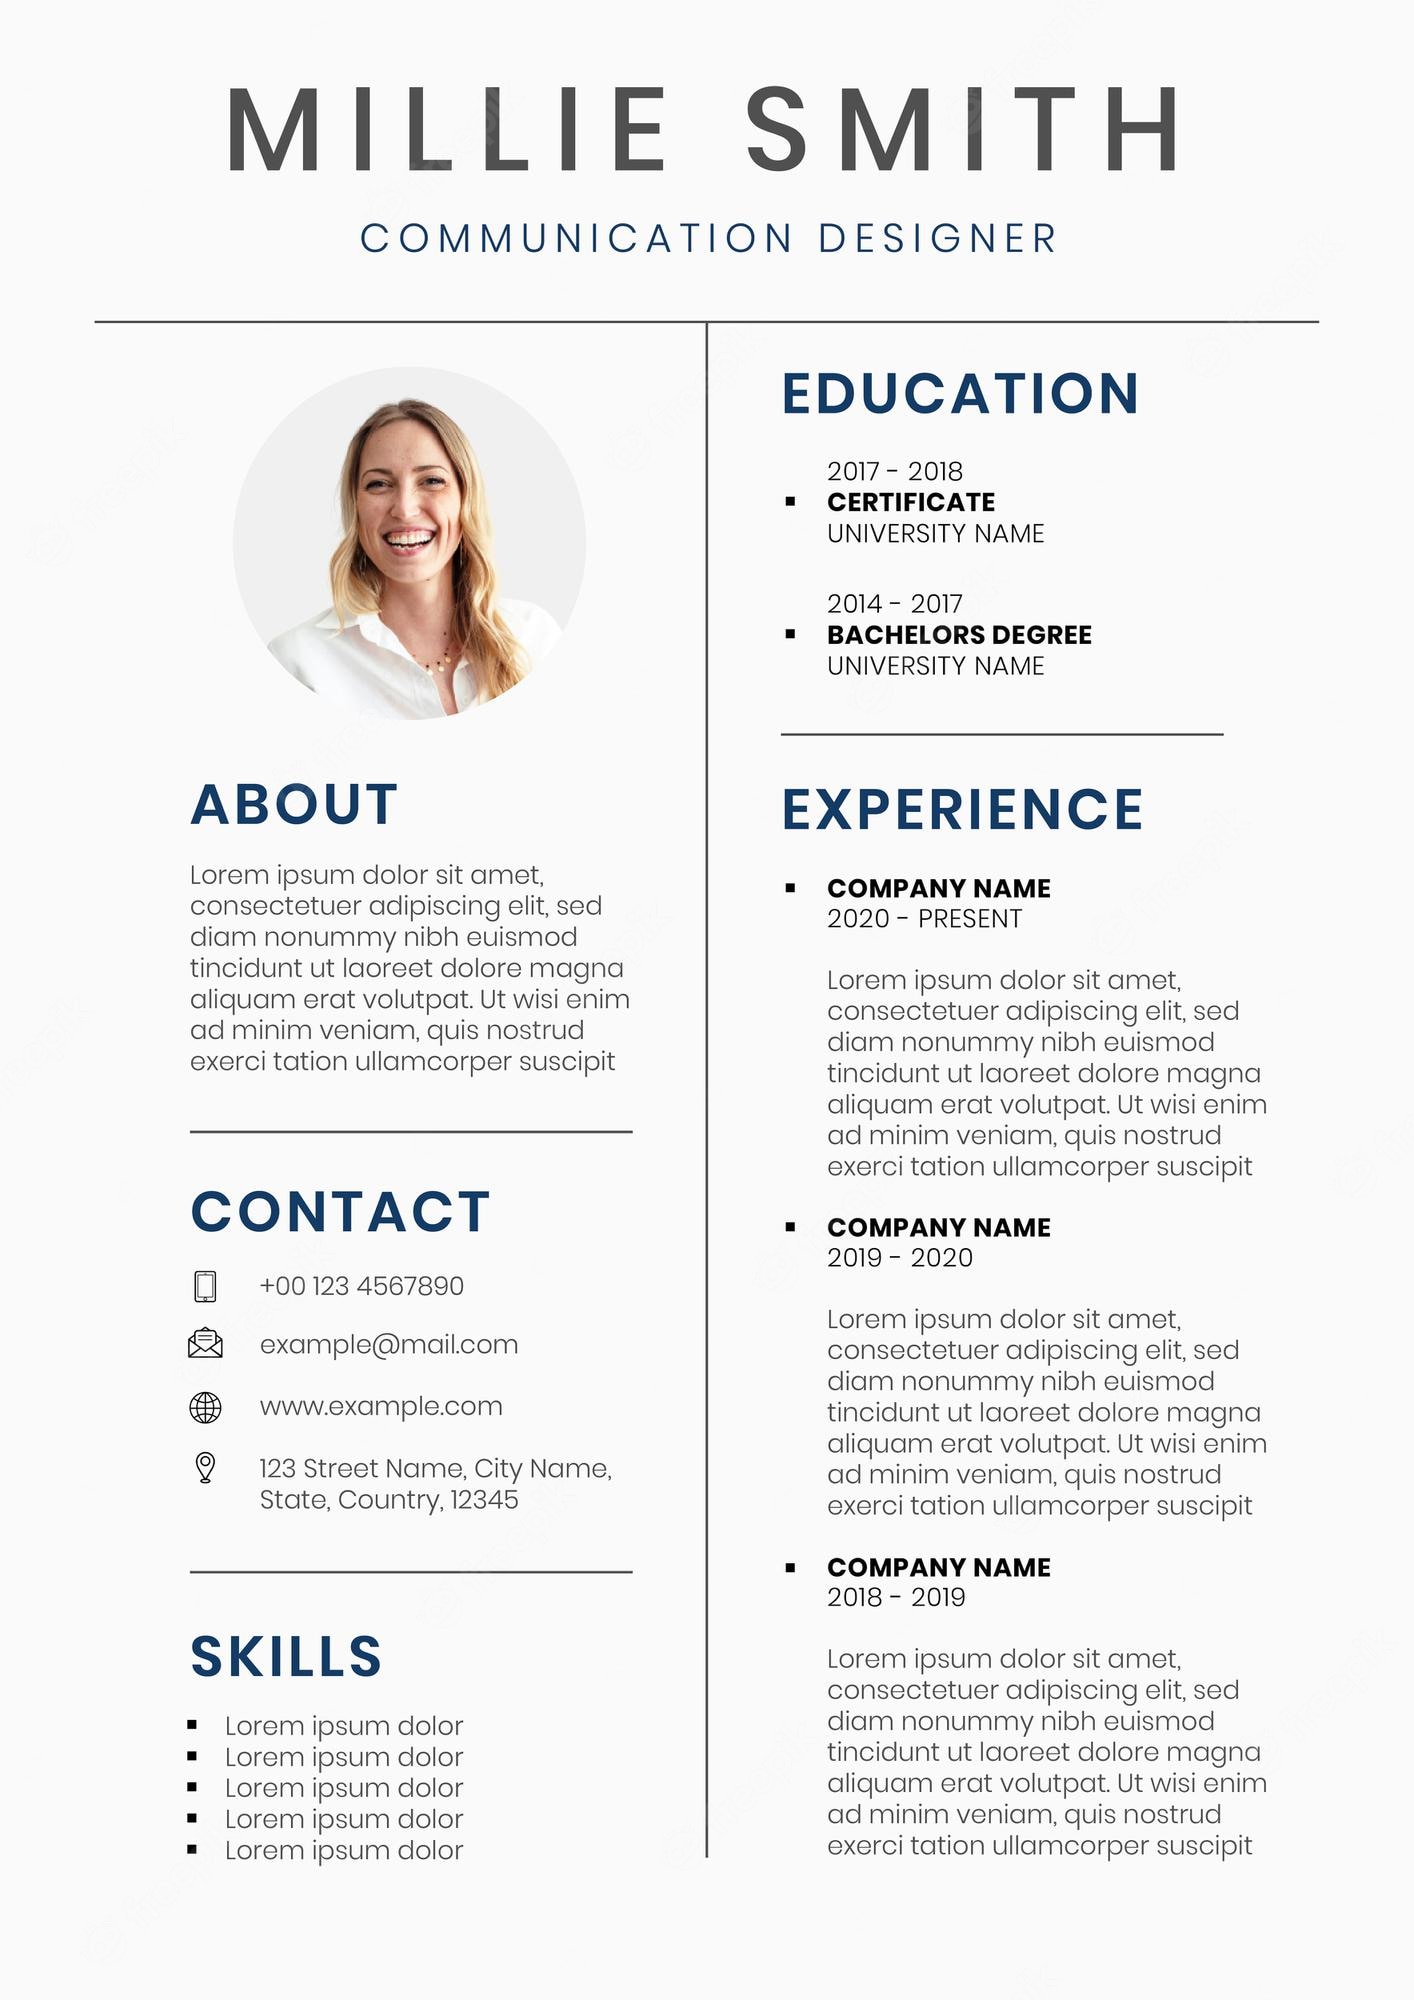 MILLIE SMITH
COMMUNICATION DESIGNER
ABOUT
Lorem ipsum dolor sit amet,
consectetuer adipiscing elit, sed
diam nonummy nibh euismod
tincidunt ut laoreet dolore magna
aliquam erat volutpat. Ut wisi enim
ad minim veniam, quis nostrud
exerci tation ullamcorper suscipit
CONTACT
+00 123 4567890
example@mail.com
www.example.com
123 Street Name, City Name,
State, Country, 12345
SKILLS
Lorem ipsum dolor
Lorem ipsum dolor
Lorem ipsum dolor
Lorem ipsum dolor
Lorem ipsum dolor
EDUCATION
2017 - 2018
CERTIFICATE
UNIVERSITY NAME
2014 - 2017
BACHELORS DEGREE
UNIVERSITY NAME
EXPERIENCE
COMPANY NAME
2020 - PRESENT
Lorem ipsum dolor sit amet,
consectetuer adipiscing elit, sed
diam nonummy nibh euismod
tincidunt ut laoreet dolore magna
aliquam erat volutpat. Ut wisi enim
ad minim veniam, quis nostrud
exerci tation ullamcorper suscipit
COMPANY NAME
2019 - 2020
Lorem ipsum dolor sit amet,
consectetuer adipiscing elit, sed
diam nonummy nibh euismod
tincidunt ut laoreet dolore magna
aliquam erat volutpat. Ut wisi enim
ad minim veniam, quis nostrud
exerci tation ullamcorper suscipit
COMPANY NAME
2018 - 2019
Lorem ipsum dolor sit amet,
consectetuer adipiscing elit, sed
diam nonummy nibh euismod
tincidunt ut laoreet dolore magna
aliquam erat volutpat. Ut wisi enim
ad minim veniam, quis nostrud
exerci tation ullamcorper suscipit